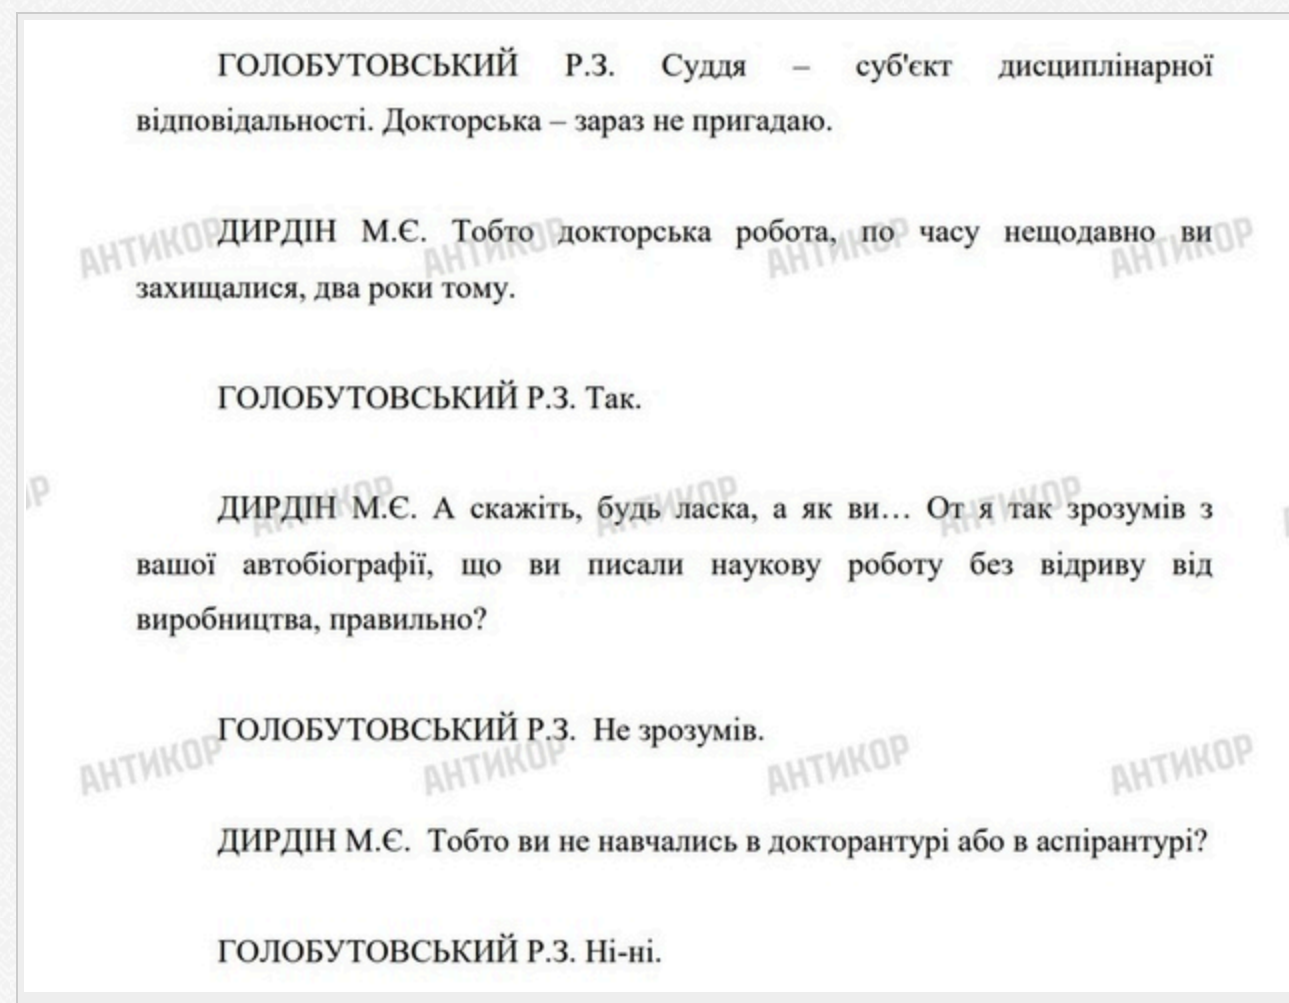 ГОЛОБУТОВСЬКИЙ Р.З. Суддя – суб'єкт дисциплінарної
відповідальності. Докторська – зараз не пригадаю.
ДИРДІН М.Є. Тобто докторська робота, по часу нещодавно ви
захищалися, два роки тому.
АНТИКОР АНТИКОР АНТИКОР АНТИКОР
ГОЛОБУТОВСЬКИЙ Р.З. Так.
ДИРДІН М.Є. А скажіть, будь ласка, а як ви… От я так зрозумів з
АНТИКОР АНТИКОР АНТИКОР
вашої автобіографії, що ви писали наукову роботу без відриву від
виробництва, правильно?
ГОЛОБУТОВСЬКИЙ Р.З. Не зрозумів.
АНТИКОР АНТИКОР АНТИКОР АНТИКОР
ДИРДІН М.Є. Тобто ви не навчались в докторантурі або в аспірантурі?
ГОЛОБУТОВСЬКИЙ Р.З. Ні-ні.